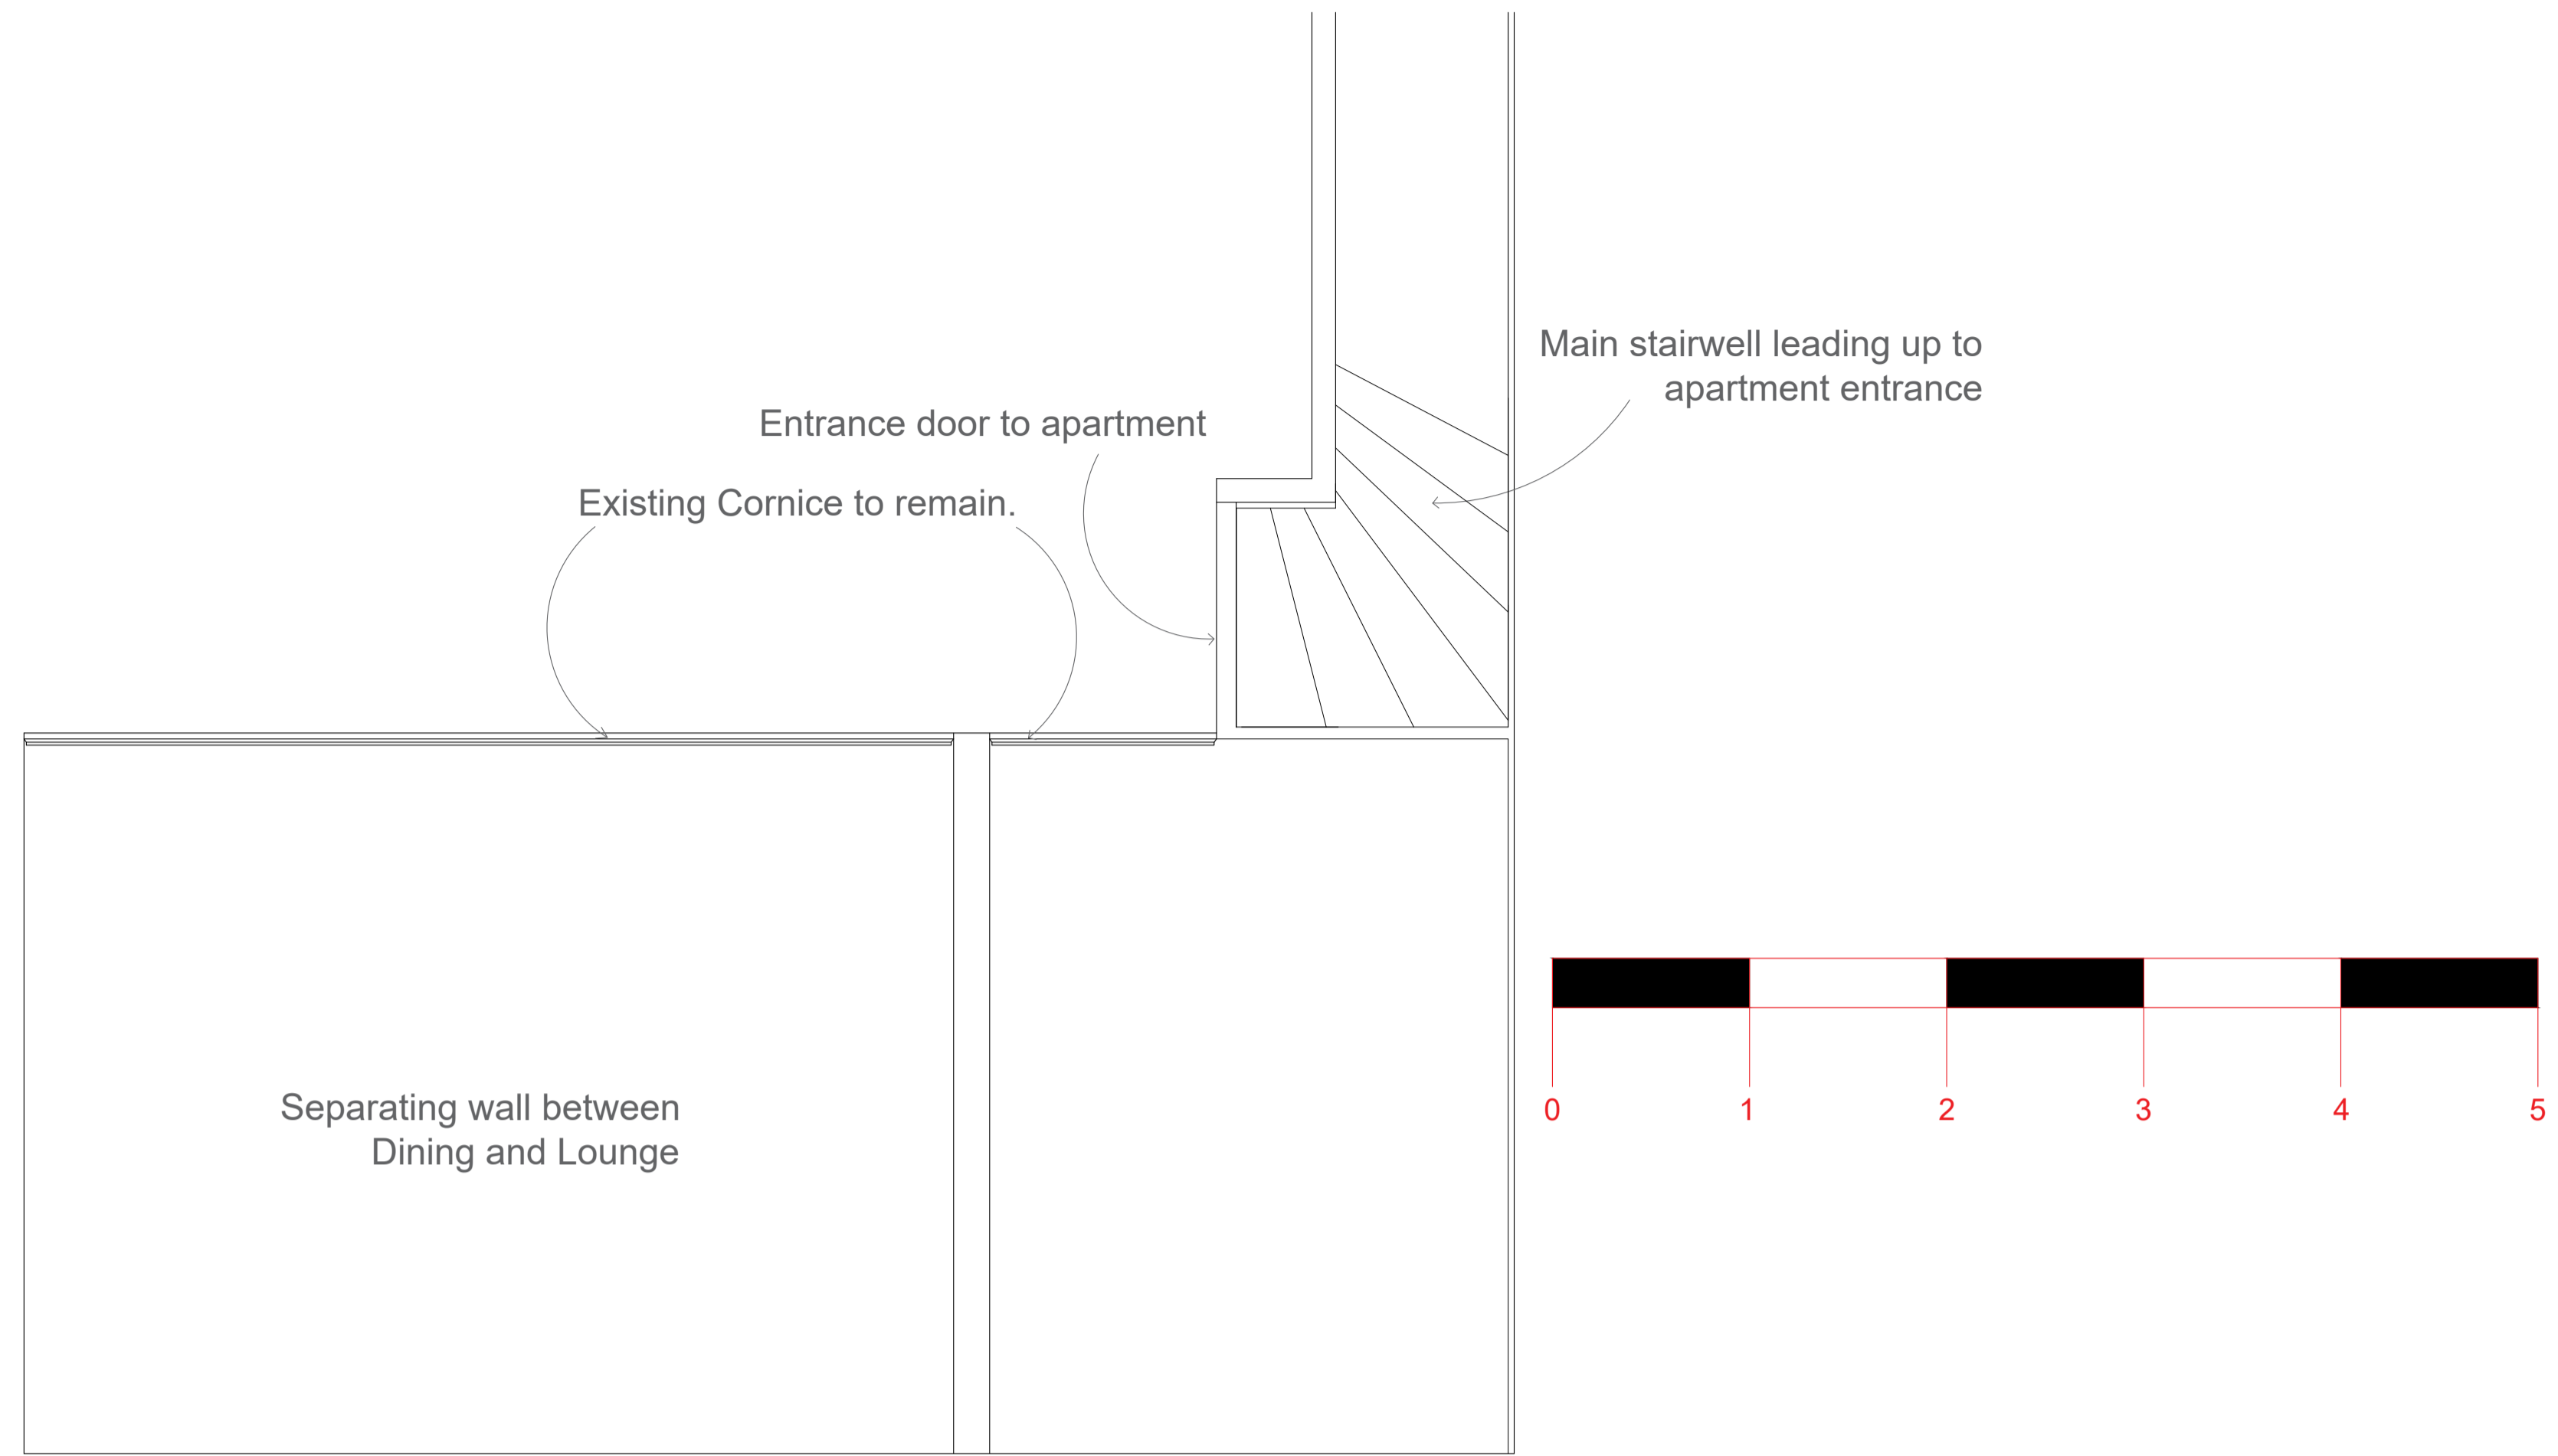 Main stairwell leading up to
apartment entrance
Entrance door to apartment
Existing Cornice to remain.
Separating wall between
Dining and Lounge
0 1 2 3 4 5